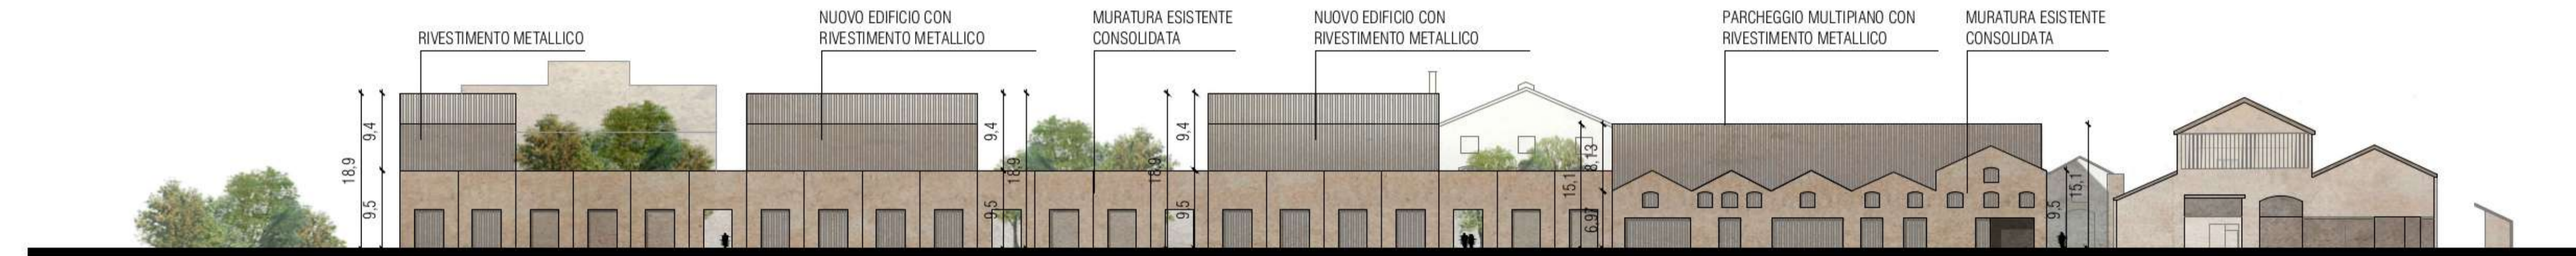 RIVESTIMENTO METALLICO
NUOVO EDIFICIO CON
RIVESTIMENTO METALLICO
MURATURA ESISTENTE
CONSOLIDATA
NUOVO EDIFICIO CON
RIVESTIMENTO METALLICO
PARCHEGGIO MULTIPIANO CON
RIVESTIMENTO METALLICO
MURATURA ESISTENTE
CONSOLIDATA
18,9
9,4
9,5
9,4
9,5
18,9
18,9
9,4
9,5
15,1
8,13
6,97
9,5
15,1